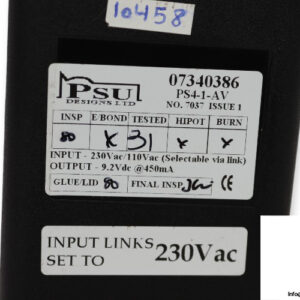 10458
PSU
DESIGNS LTD
07340386
PS4-1-AV
NO. 7037 ISSUE 1
INSP E/BOND TESTED HIPOT BURN
80 X 31 X X
INPUT - 230Vac/110Vac (Selectable via link)
OUTPUT - 9.2Vdc @450mA
GLUE/LID 80 FINAL INSP CE
INPUT LINKS
SET TO 230Vac